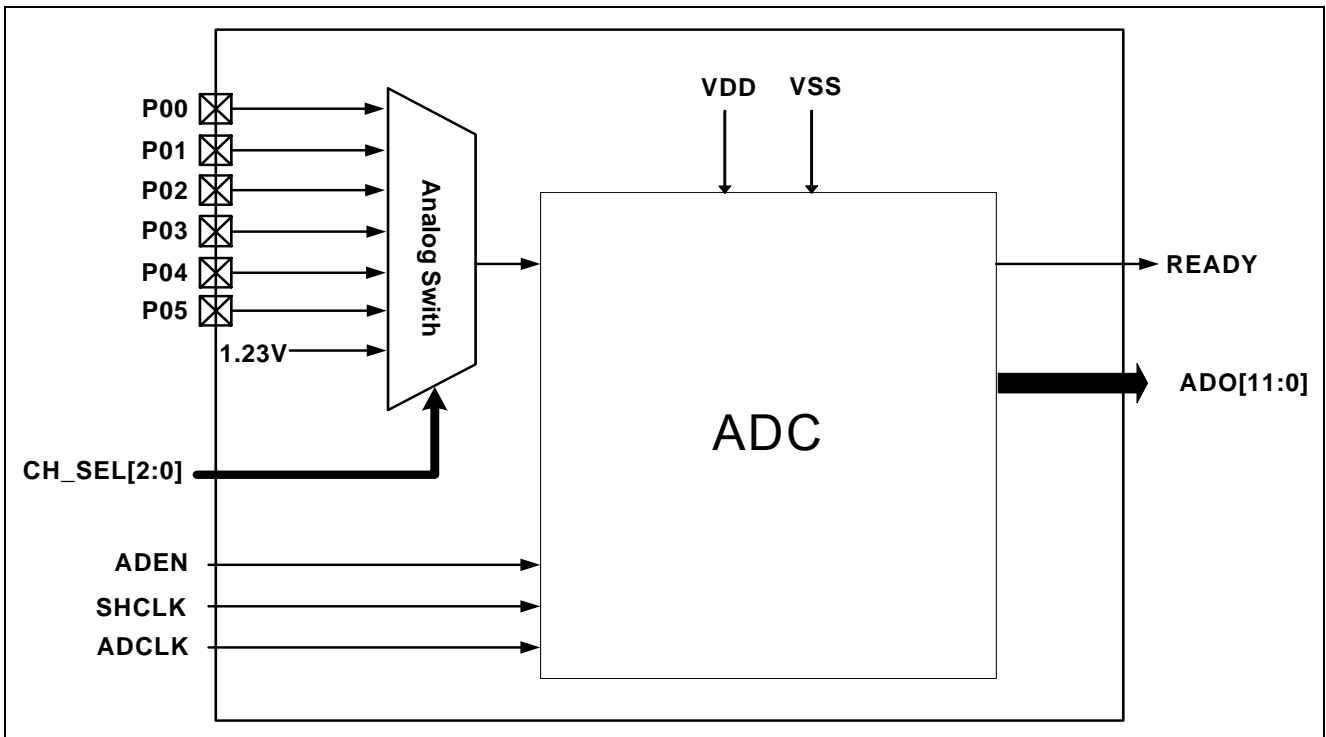 VDD VSS
P00
P01
P02
P03
P04
P05
1.23V
Analog Swith
READY
ADO[11:0]
ADC
CH_SEL[2:0]
ADEN
SHCLK
ADCLK